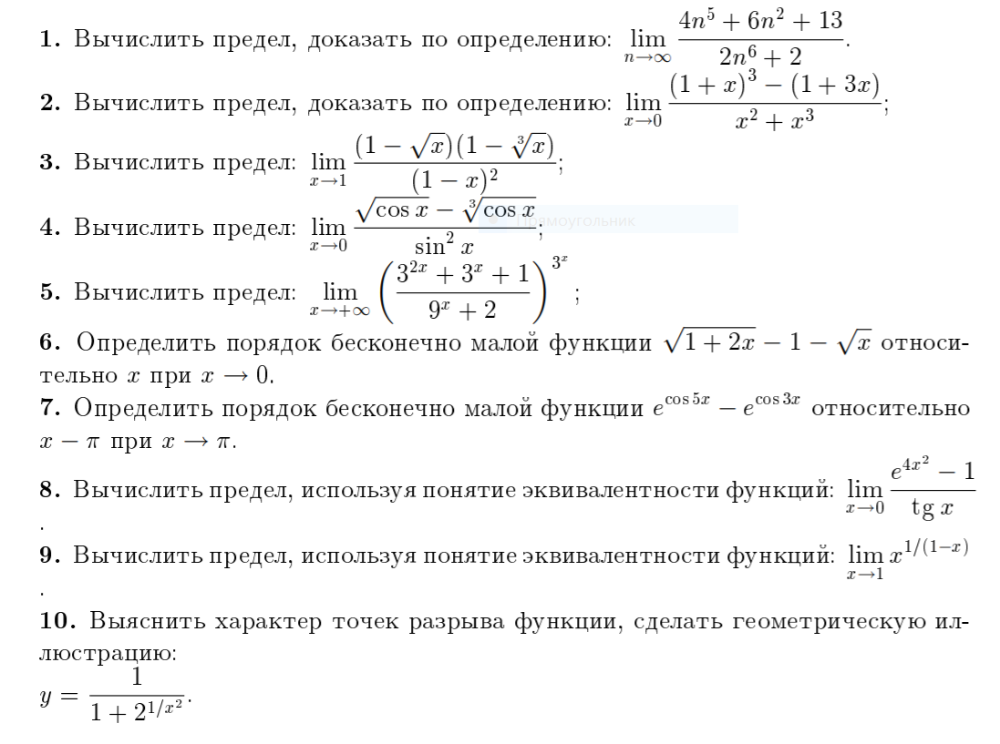 1. Вычислить предел, доказать по определению: $\lim\limits_{n\to\infty} \dfrac{4n^5 + 6n^2 + 13}{2n^6 + 2}$.
2. Вычислить предел, доказать по определению: $\lim\limits_{x\to 0} \dfrac{(1+x)^3 - (1+3x)}{x^2 + x^3}$;
3. Вычислить предел: $\lim\limits_{x\to 1} \dfrac{(1-\sqrt{x})(1-\sqrt[3]{x})}{(1-x)^2}$;
4. Вычислить предел: $\lim\limits_{x\to 0} \dfrac{\sqrt{\cos x} - \sqrt[3]{\cos x}}{\sin^2 x}$;
Прямоугольник
5. Вычислить предел: $\lim\limits_{x\to +\infty} \left(\dfrac{3^{2x} + 3^x + 1}{9^x + 2}\right)^{3^x}$;
6. Определить порядок бесконечно малой функции $\sqrt{1+2x} - 1 - \sqrt{x}$ относи-
тельно $x$ при $x \to 0$.
7. Определить порядок бесконечно малой функции $e^{\cos 5x} - e^{\cos 3x}$ относительно
$x - \pi$ при $x \to \pi$.
8. Вычислить предел, используя понятие эквивалентности функций: $\lim\limits_{x\to 0} \dfrac{e^{4x^2} - 1}{\operatorname{tg} x}$
.
9. Вычислить предел, используя понятие эквивалентности функций: $\lim\limits_{x\to 1} x^{1/(1-x)}$
.
10. Выяснить характер точек разрыва функции, сделать геометрическую ил-
люстрацию:
$y = \dfrac{1}{1 + 2^{1/x^2}}$.